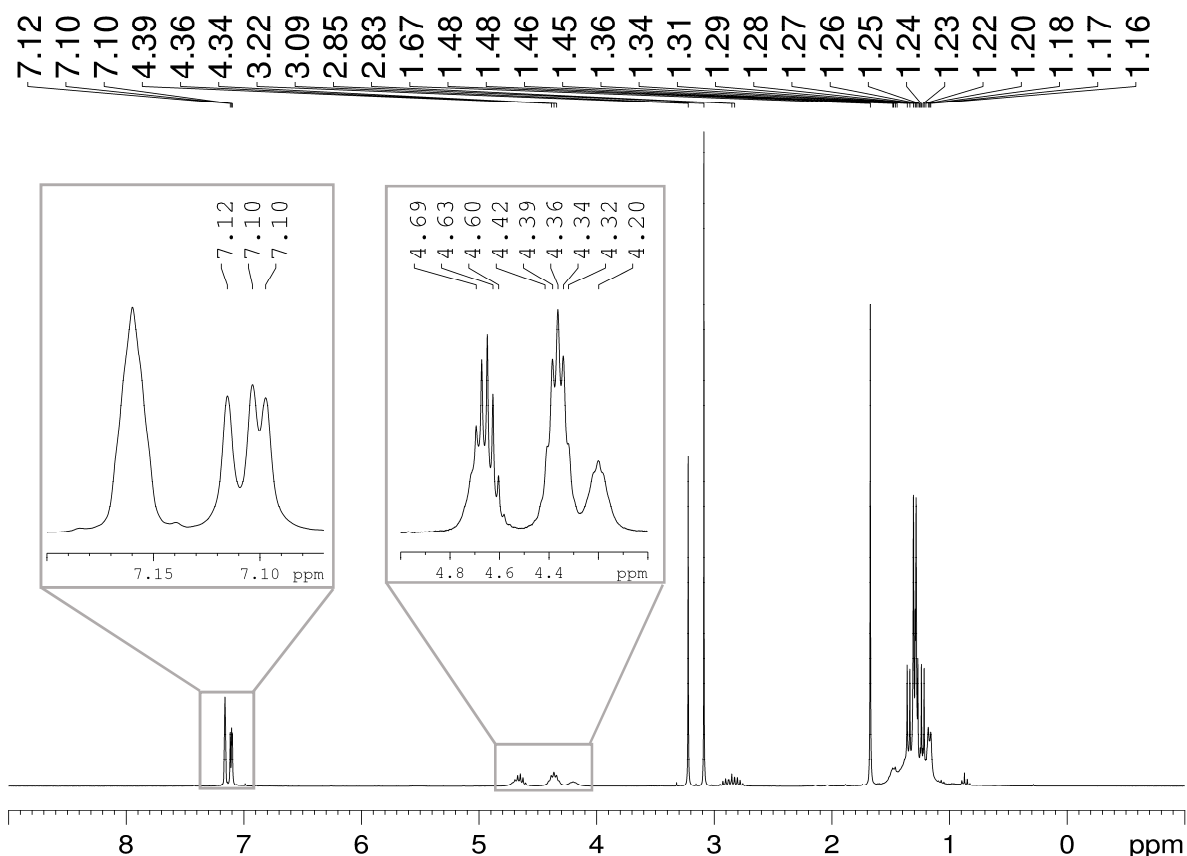 7.12 7.10 7.10 4.39 4.36 4.34 3.22 3.09 2.85 2.83 1.67 1.48 1.48 1.46 1.45 1.36 1.34 1.31 1.29 1.28 1.27 1.26 1.25 1.24 1.23 1.22 1.20 1.18 1.17 1.16
7.12 7.10 7.10
7.15 7.10 ppm
4.69 4.63 4.60 4.42 4.39 4.36 4.34 4.32 4.20
4.8 4.6 4.4 ppm
8 7 6 5 4 3 2 1 0 ppm